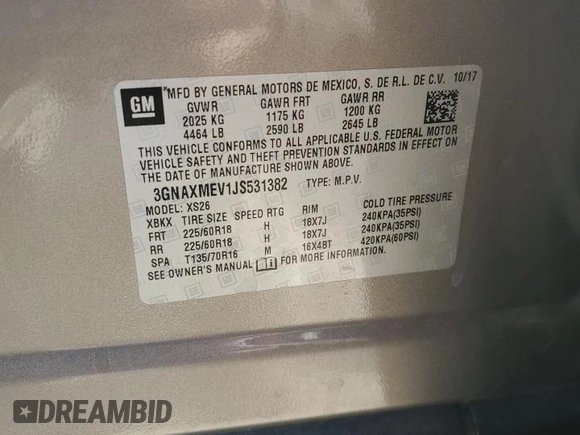 GM
MFD BY GENERAL MOTORS DE MEXICO, S. DE R.L. DE C.V. 10/17
GVWR GAWR FRT GAWR RR
2025 KG 1175 KG 1200 KG
4464 LB 2590 LB 2645 LB
THIS VEHICLE CONFORMS TO ALL APPLICABLE U.S. FEDERAL MOTOR
VEHICLE SAFETY AND THEFT PREVENTION STANDARDS IN EFFECT ON
THE DATE OF MANUFACTURE SHOWN ABOVE.
3GNAXMEV1JS531382 TYPE: M.P.V.
MODEL: XS26
XBKX TIRE SIZE SPEED RTG RIM COLD TIRE PRESSURE
FRT 225/60R18 H 18X7J 240KPA(35PSI)
RR 225/60R18 H 18X7J 240KPA(35PSI)
SPA T135/70R16 M 16X4BT 420KPA(60PSI)
SEE OWNER'S MANUAL FOR MORE INFORMATION.
DREAMBID